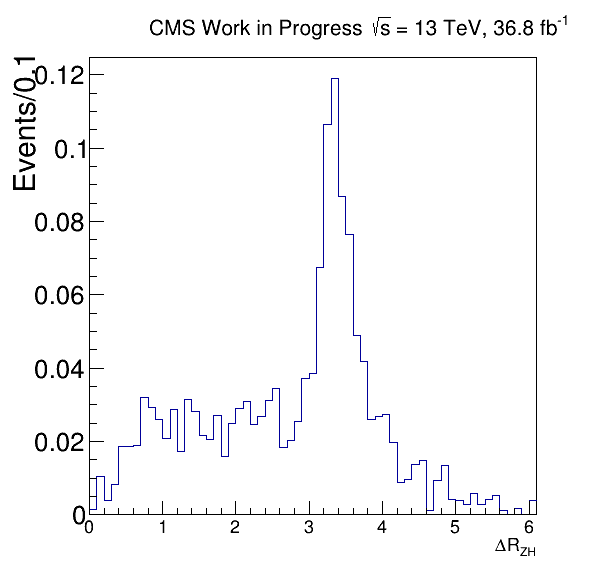 CMS Work in Progress √s = 13 TeV, 36.8 fb⁻¹
Events/0.1
0.12
0.1
0.08
0.06
0.04
0.02
0
0 1 2 3 4 5 6
ΔR_ZH